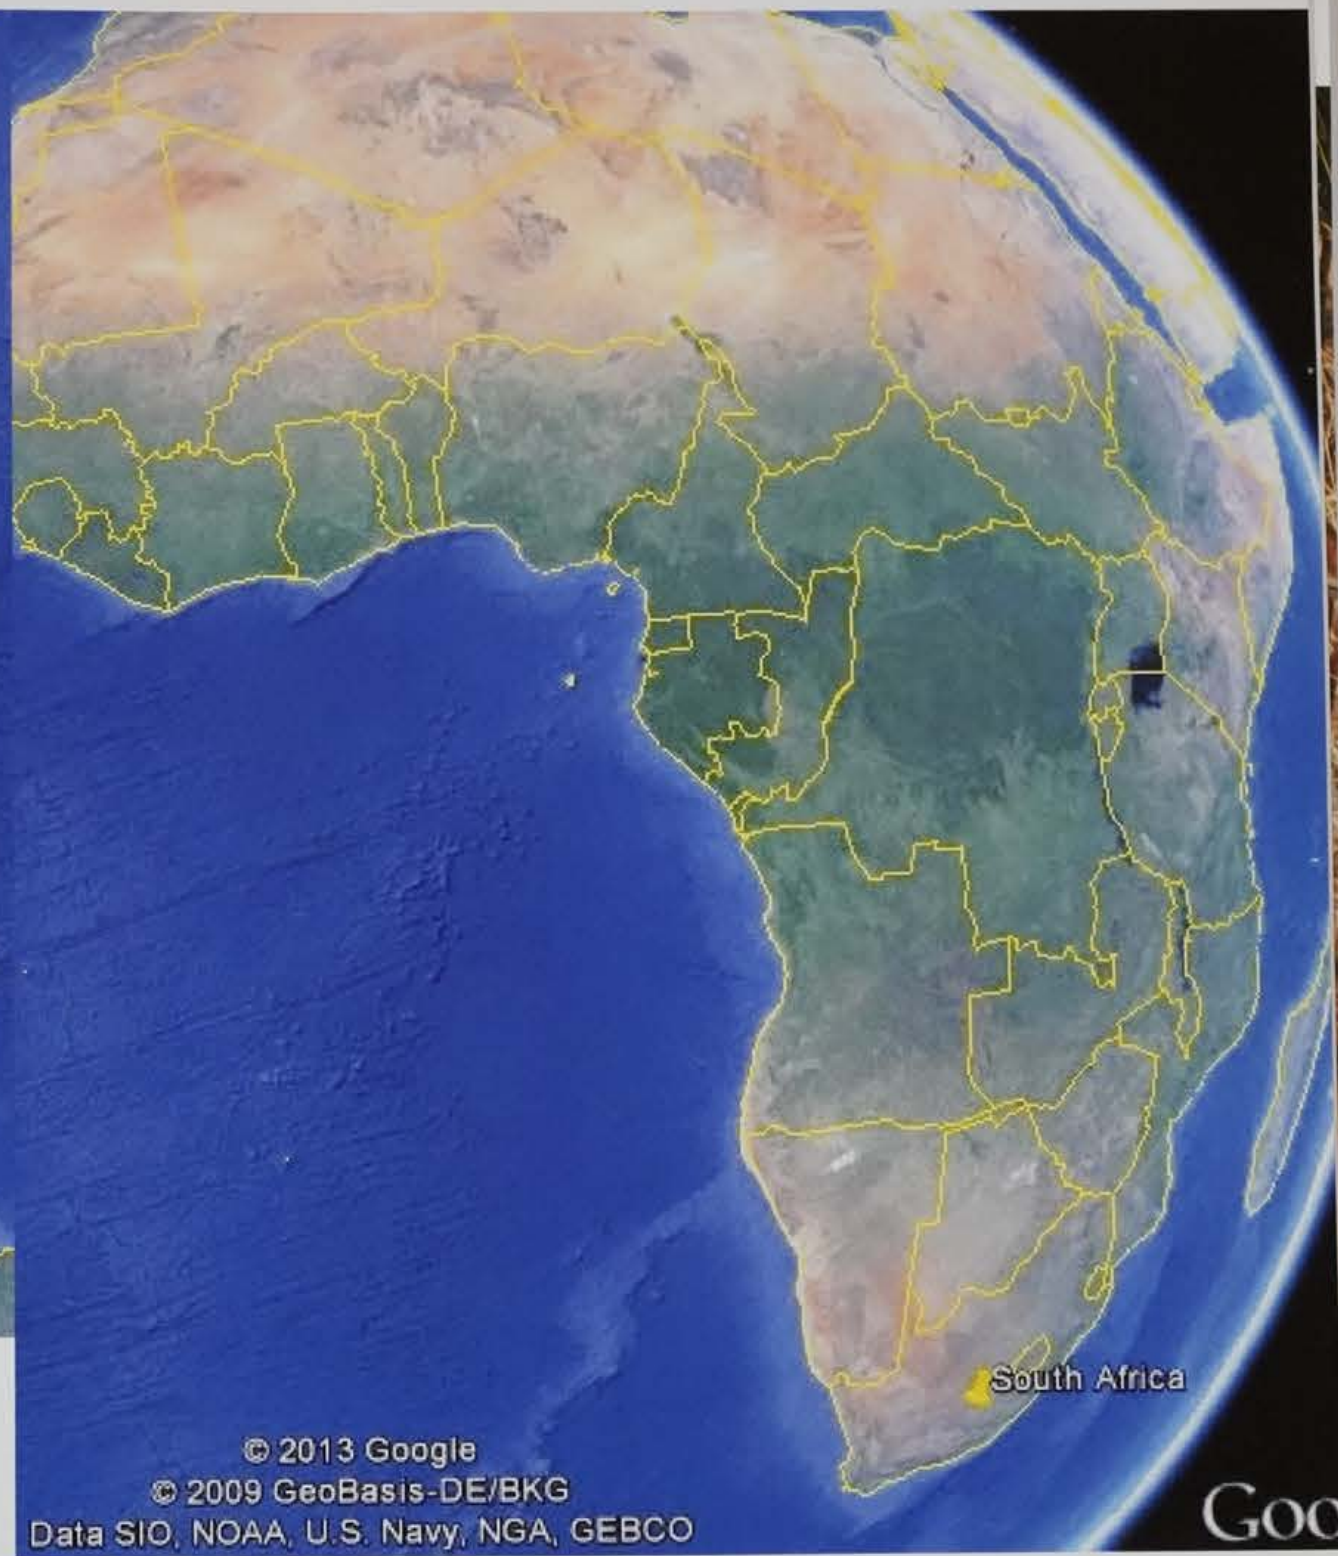 South Africa
© 2013 Google
© 2009 GeoBasis-DE/BKG
Data SIO, NOAA, U.S. Navy, NGA, GEBCO
Goo